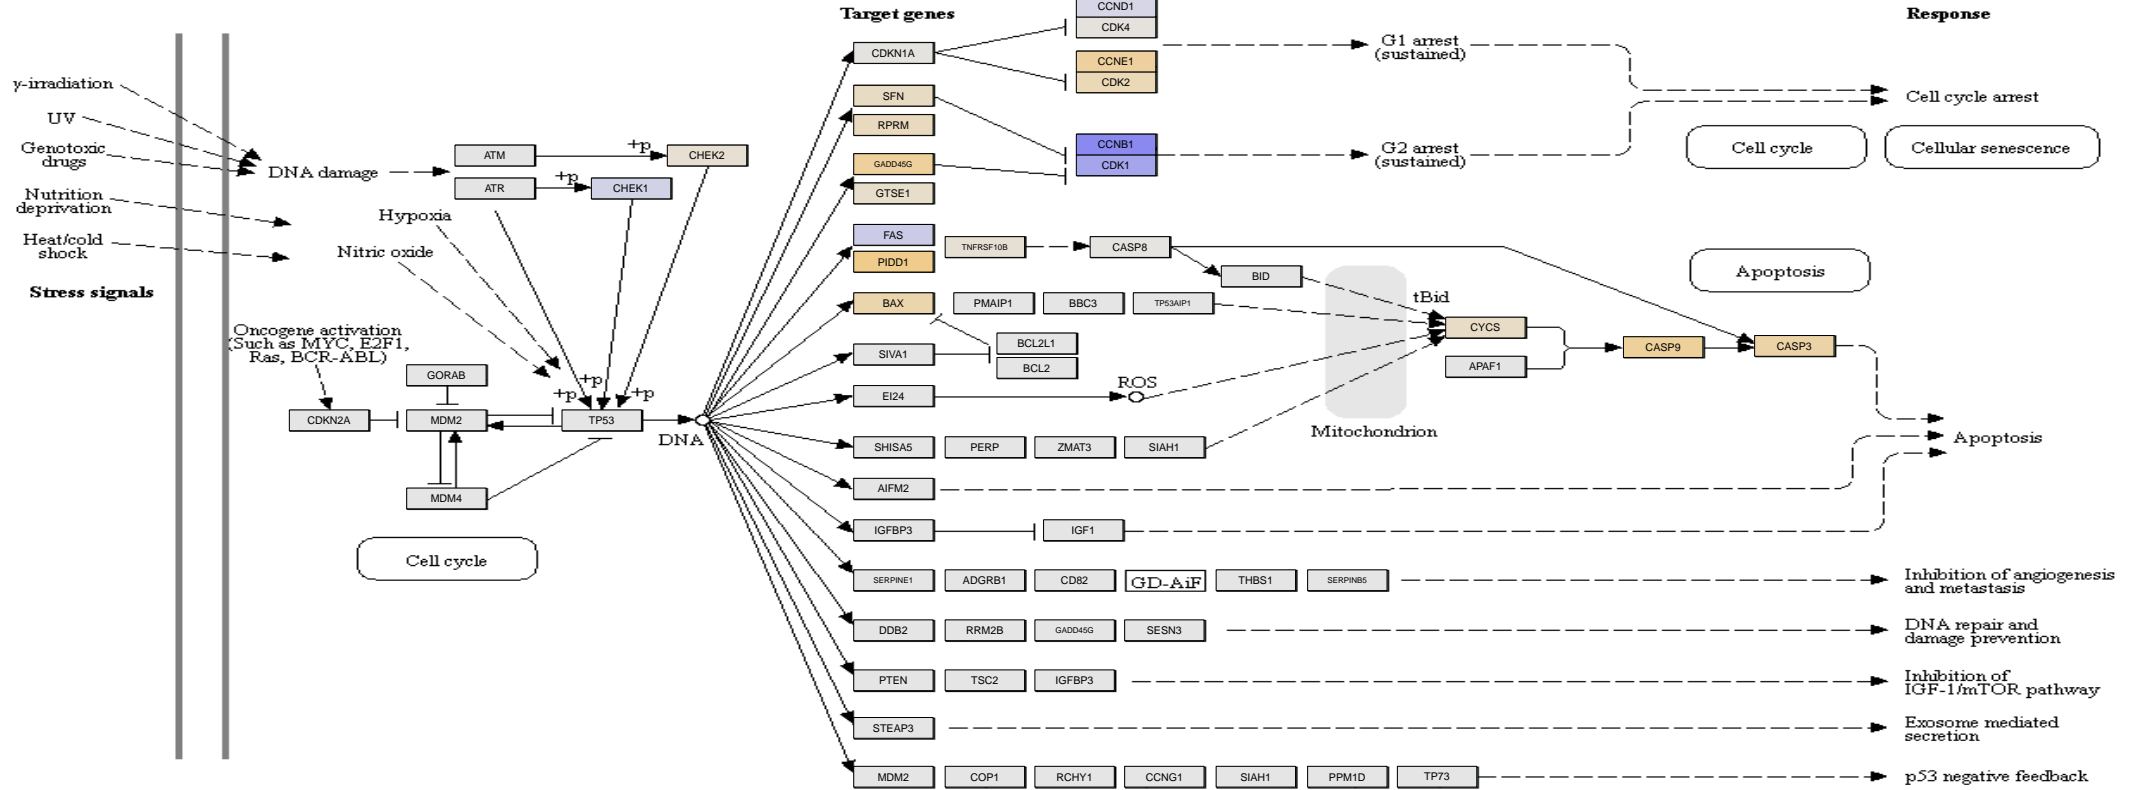 Target genes
Response
CCND1
CDK4
CDKN1A
G1 arrest
(sustained)
CCNE1
CDK2
γ-irradiation
UV
Genotoxic
drugs
Nutrition
deprivation
Heat/cold
shock
Stress signals
DNA damage
ATM
+p
CHEK2
ATR
+p
CHEK1
Hypoxia
Nitric oxide
SFN
RPRM
GADD45G
GTSE1
CCNB1
CDK1
G2 arrest
(sustained)
Cell cycle arrest
Cell cycle
Cellular senescence
FAS
PIDD1
TNFRSF10B
CASP8
BID
tBid
Apoptosis
BAX
PMAIP1
BBC3
TP53AIP1
BCL2L1
BCL2
SIVA1
CYCS
APAF1
CASP9
CASP3
Mitochondrion
EI24
ROS
Oncogene activation
(Such as MYC, E2F1,
Ras, BCR-ABL)
GORAB
CDKN2A
MDM2
+p
+p
+p
TP53
DNA
MDM4
Cell cycle
SHISA5
PERP
ZMAT3
SIAH1
Apoptosis
AIFM2
IGFBP3
IGF1
SERPINE1
ADGRB1
CD82
GD-AiF
THBS1
SERPINB5
Inhibition of angiogenesis
and metastasis
DDB2
RRM2B
GADD45G
SESN3
DNA repair and
damage prevention
PTEN
TSC2
IGFBP3
Inhibition of
IGF-1/mTOR pathway
STEAP3
Exosome mediated
secretion
MDM2
COP1
RCHY1
CCNG1
SIAH1
PPM1D
TP73
p53 negative feedback